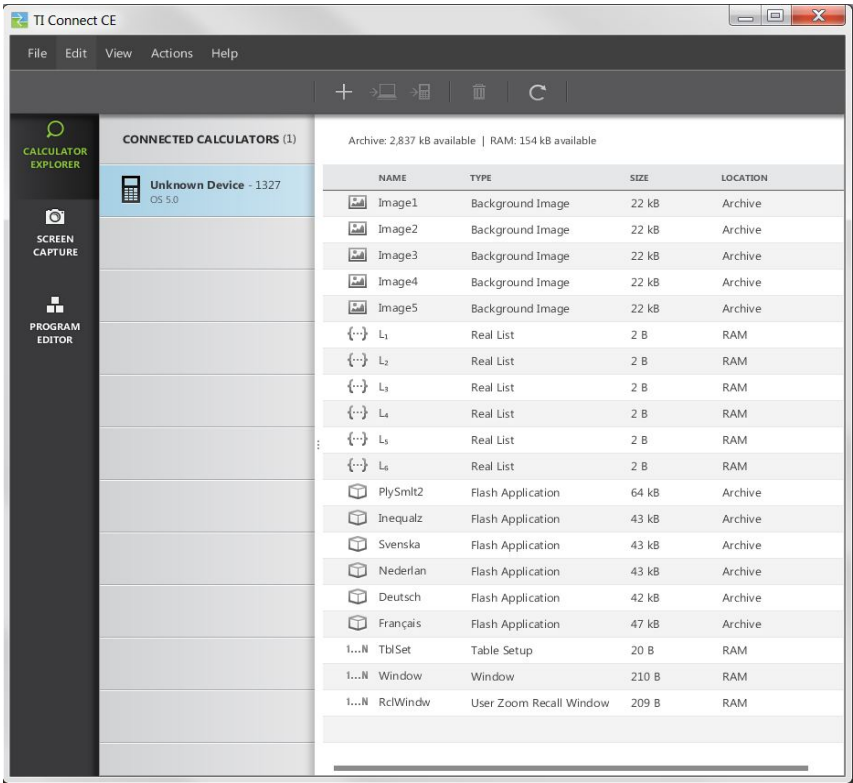 TI Connect CE
File Edit View Actions Help
CALCULATOR
EXPLORER
SCREEN
CAPTURE
PROGRAM
EDITOR
CONNECTED CALCULATORS (1)
Unknown Device - 1327
OS 5.0
Archive: 2,837 kB available | RAM: 154 kB available
NAME TYPE SIZE LOCATION
Image1 Background Image 22 kB Archive
Image2 Background Image 22 kB Archive
Image3 Background Image 22 kB Archive
Image4 Background Image 22 kB Archive
Image5 Background Image 22 kB Archive
{...} L₁ Real List 2 B RAM
{...} L₂ Real List 2 B RAM
{...} L₃ Real List 2 B RAM
{...} L₄ Real List 2 B RAM
{...} L₅ Real List 2 B RAM
{...} L₆ Real List 2 B RAM
PlySmlt2 Flash Application 64 kB Archive
Inequalz Flash Application 43 kB Archive
Svenska Flash Application 43 kB Archive
Nederlan Flash Application 43 kB Archive
Deutsch Flash Application 42 kB Archive
Français Flash Application 47 kB Archive
1...N TblSet Table Setup 20 B RAM
1...N Window Window 210 B RAM
1...N RclWindw User Zoom Recall Window 209 B RAM